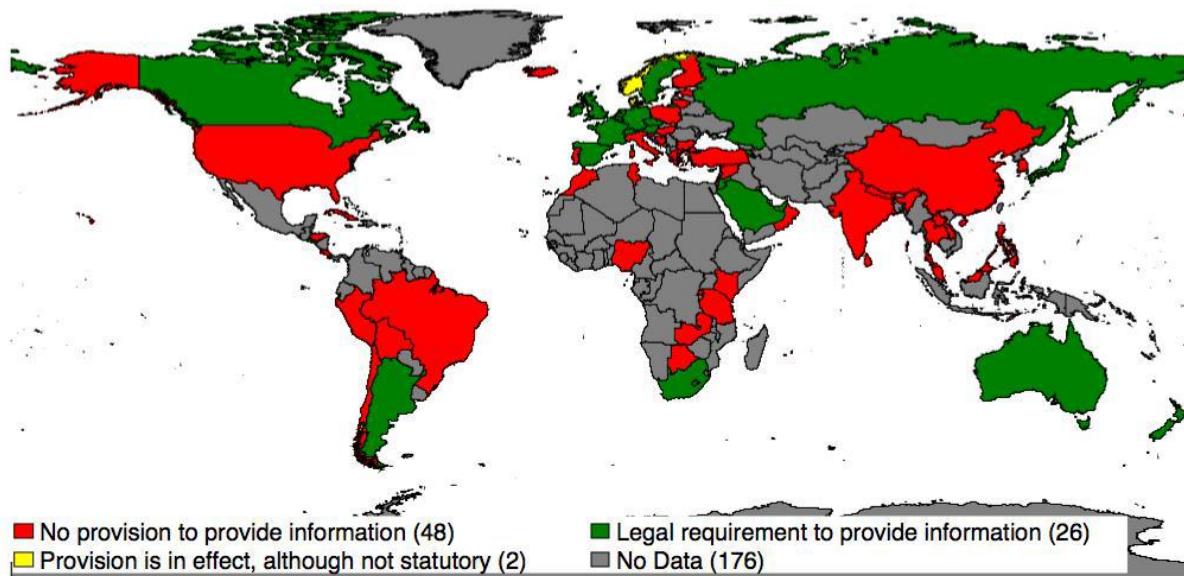 No provision to provide information (48)
Legal requirement to provide information (26)
Provision is in effect, although not statutory (2)
No Data (176)